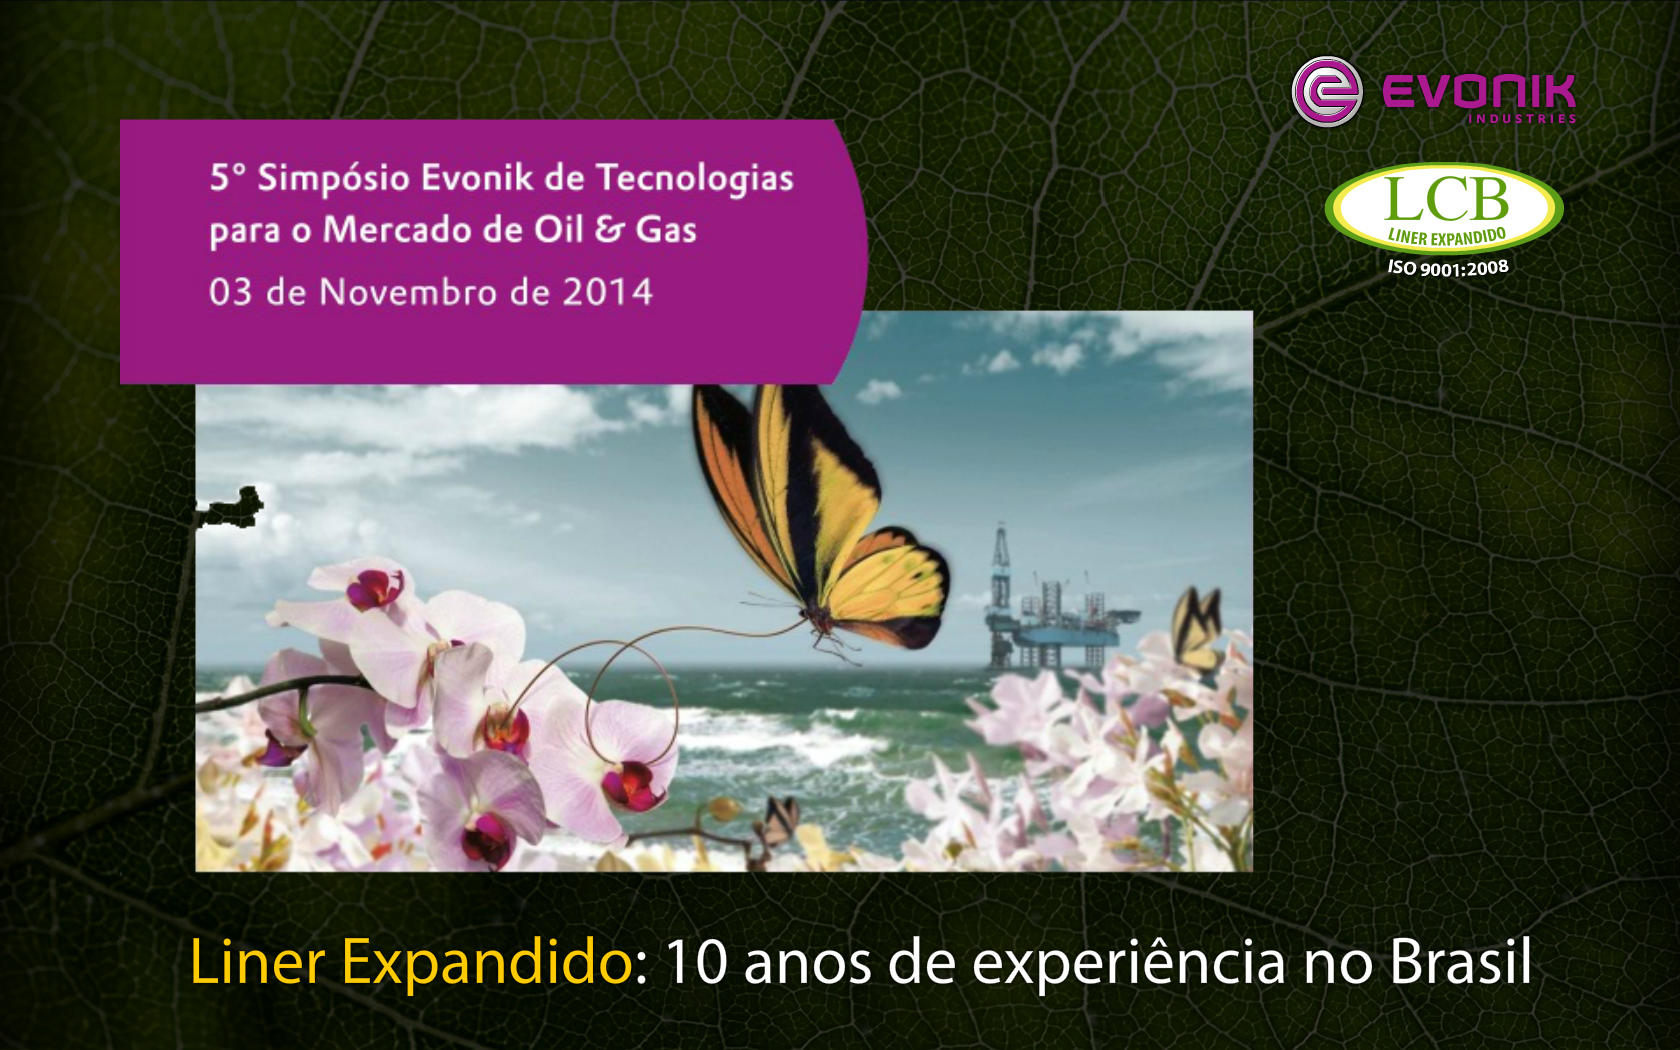 EVONIK
INDUSTRIES
5° Simpósio Evonik de Tecnologias
para o Mercado de Oil & Gas
03 de Novembro de 2014
LCB
LINER EXPANDIDO
ISO 9001:2008
Liner Expandido: 10 anos de experiência no Brasil